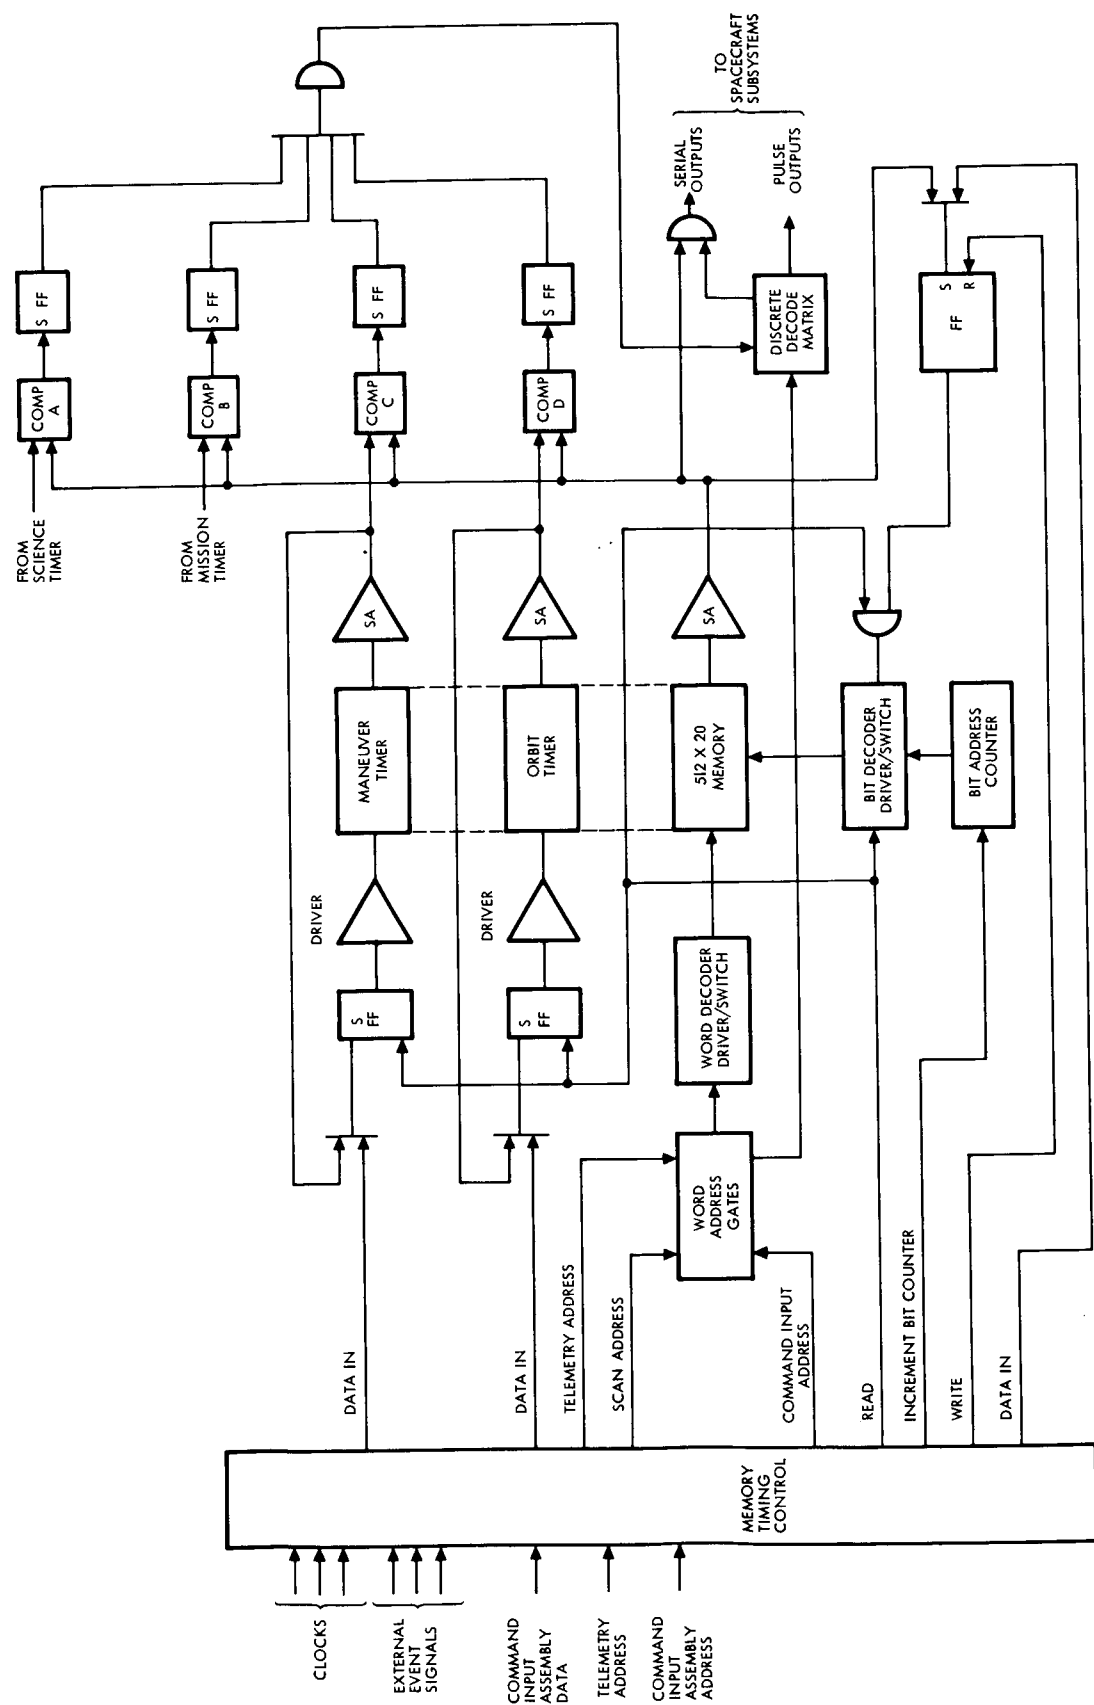 FROM
SCIENCE
TIMER
COMP
A
S FF
FROM
MISSION
TIMER
COMP
B
S FF
COMP
C
S FF
COMP
D
S FF
DATA IN
S
FF
DRIVER
MANEUVER
TIMER
SA
DATA IN
S
FF
DRIVER
ORBIT
TIMER
SA
TELEMETRY ADDRESS
SCAN ADDRESS
COMMAND INPUT
ADDRESS
WORD
ADDRESS
GATES
WORD DECODER
DRIVER/SWITCH
512 X 20
MEMORY
SA
SERIAL
OUTPUTS
PULSE
OUTPUTS
TO
SPACECRAFT
SUBSYSTEMS
DISCRETE
DECODE
MATRIX
READ
BIT DECODER
DRIVER/SWITCH
INCREMENT BIT COUNTER
BIT ADDRESS
COUNTER
FF
S
R
WRITE
DATA IN
MEMORY
TIMING
CONTROL
CLOCKS
EXTERNAL
EVENT
SIGNALS
COMMAND
INPUT
ASSEMBLY
DATA
TELEMETRY
ADDRESS
COMMAND
INPUT
ASSEMBLY
ADDRESS